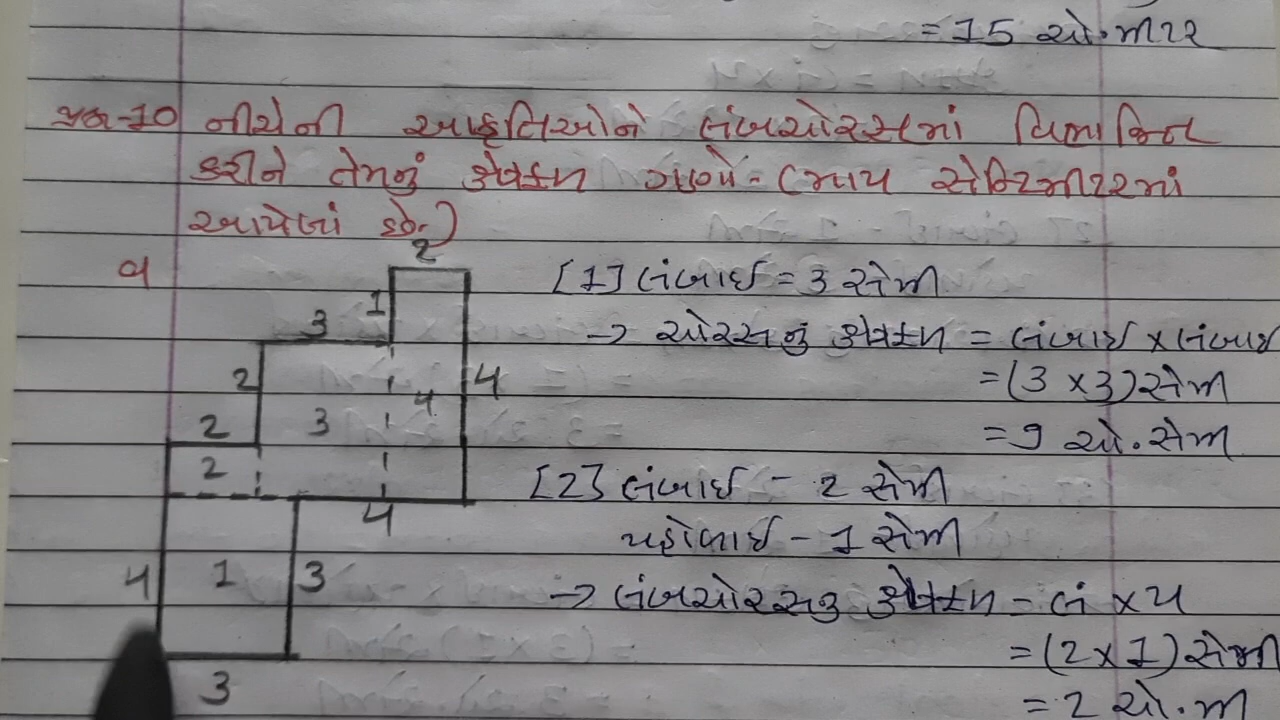 = 15 ચો.મીટર
પ્રશ્ન-10 નીચેની આકૃતિઓને લંબચોરસમાં વિભાજિત
કરીને તેમનું ક્ષેત્રફળ ગણો- (માપ સેન્ટિમીટરમાં
આપેલાં છે.)
a
2
1
3
2
4
4
2
3
2
4
4
1
3
3
[1] લંબાઈ = 3 સેમી
→ ચોરસનું ક્ષેત્રફળ = લંબાઈ × લંબાઈ
= (3 × 3) સેમી
= 9 ચો.સેમી
[2] લંબાઈ - 2 સેમી
પહોળાઈ - 1 સેમી
→ લંબચોરસનુ ક્ષેત્રફળ - લં × પ
= (2 × 1) સેમી
= 2 ચો.મ